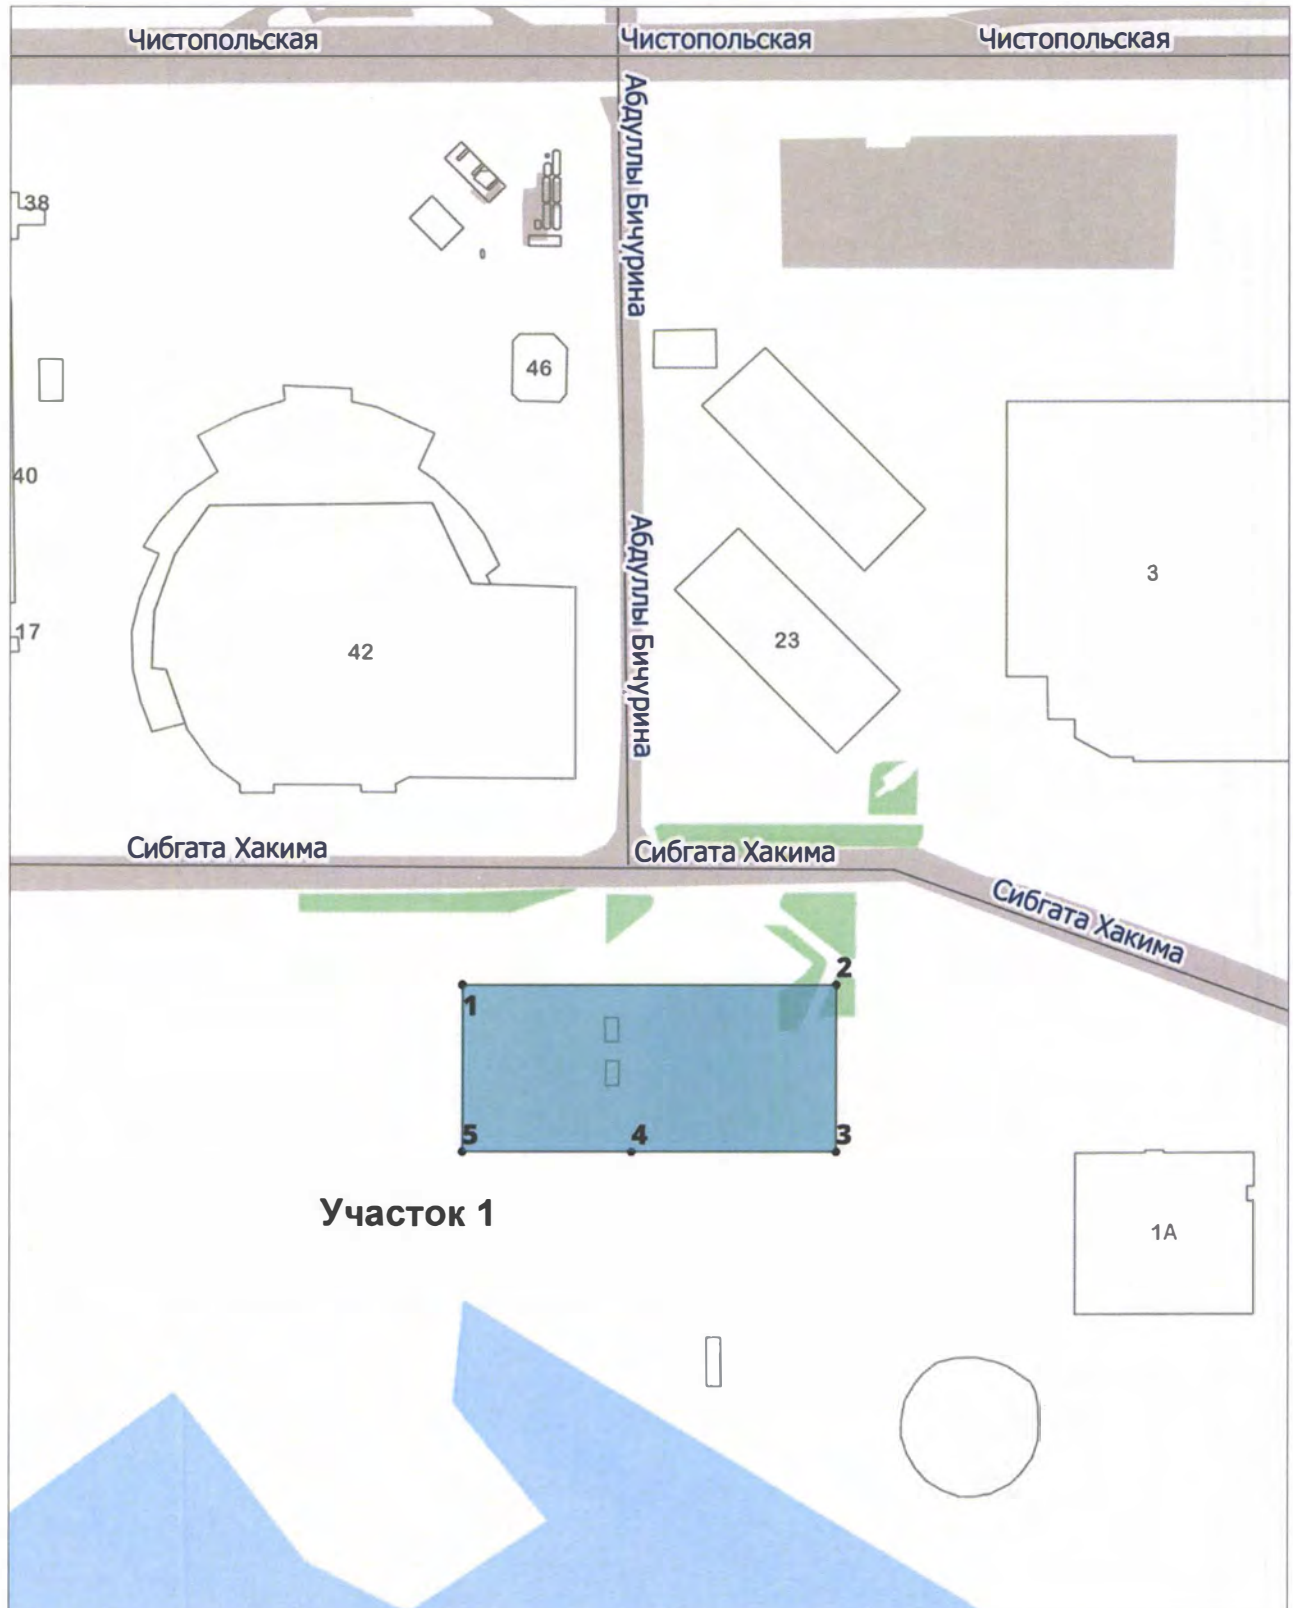 Чистопольская
Чистопольская
Чистопольская
Абдуллы Бичурина
38
46
40
3
Абдуллы Бичурина
17
23
42
Сибгата Хакима
Сибгата Хакима
Сибгата Хакима
2
1
5
4
3
Участок 1
1А